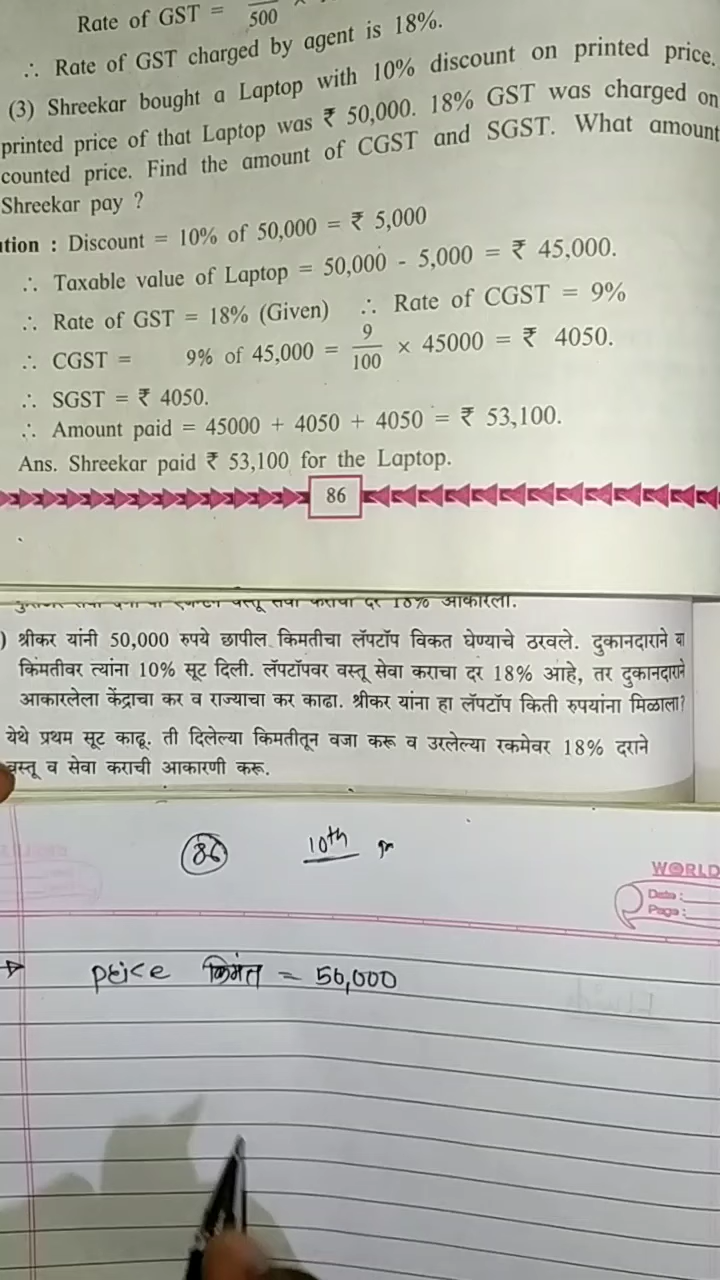 Rate of GST = 500
∴ Rate of GST charged by agent is 18%.
(3) Shreekar bought a Laptop with 10% discount on printed price.
printed price of that Laptop was ₹ 50,000. 18% GST was charged on
counted price. Find the amount of CGST and SGST. What amount
Shreekar pay ?
tion : Discount = 10% of 50,000 = ₹ 5,000
∴ Taxable value of Laptop = 50,000 - 5,000 = ₹ 45,000.
∴ Rate of GST = 18% (Given) ∴ Rate of CGST = 9%
∴ CGST = 9% of 45,000 = 9/100 × 45000 = ₹ 4050.
∴ SGST = ₹ 4050.
∴ Amount paid = 45000 + 4050 + 4050 = ₹ 53,100.
Ans. Shreekar paid ₹ 53,100 for the Laptop.
86
दर 18% आकारला.
) श्रीकर यांनी 50,000 रुपये छापील किमतीचा लॅपटॉप विकत घेण्याचे ठरवले. दुकानदाराने या
किमतीवर त्यांना 10% सूट दिली. लॅपटॉपवर वस्तू सेवा कराचा दर 18% आहे, तर दुकानदाराने
आकारलेला केंद्राचा कर व राज्याचा कर काढा. श्रीकर यांना हा लॅपटॉप किती रुपयांना मिळाला?
येथे प्रथम सूट काढू. ती दिलेल्या किमतीतून वजा करू व उरलेल्या रकमेवर 18% दराने
वस्तू व सेवा कराची आकारणी करू.
86 10th
WORLD
Date :
Page :
price किंमत = 50,000